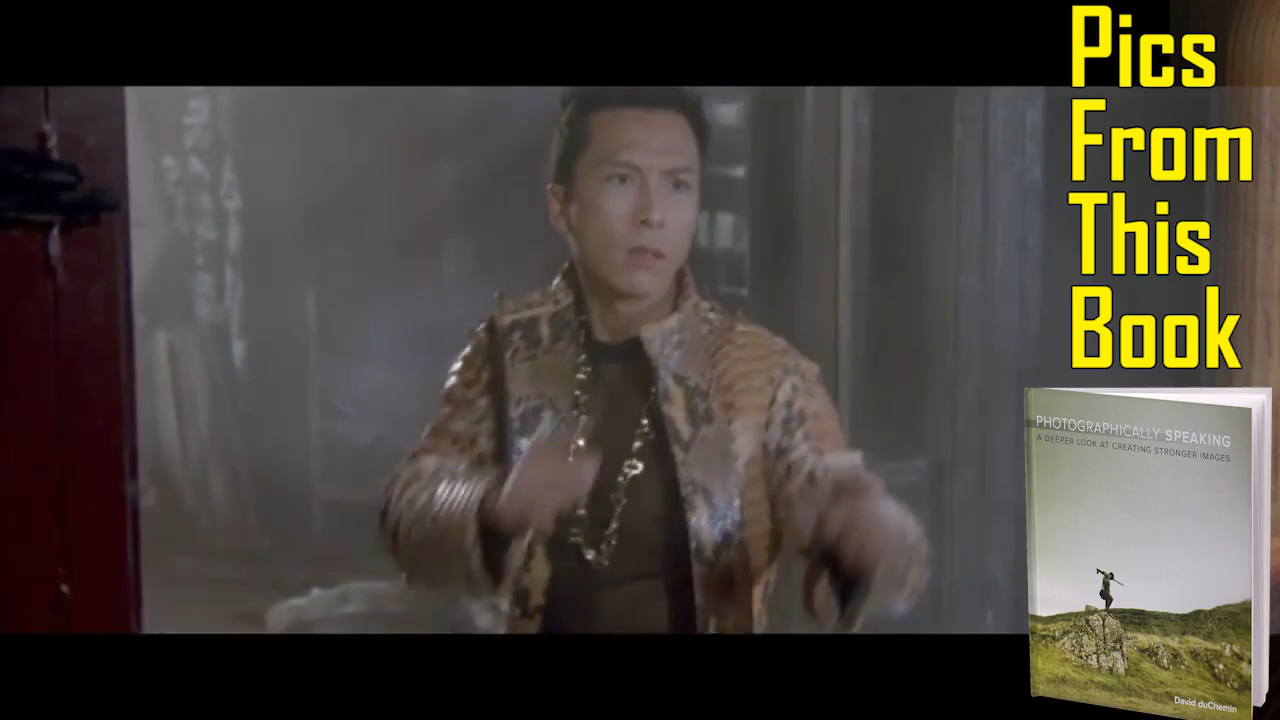 Pics
From
This
Book
PHOTOGRAPHICALLY SPEAKING
A DEEPER LOOK AT CREATING STRONGER IMAGES
David duChemin